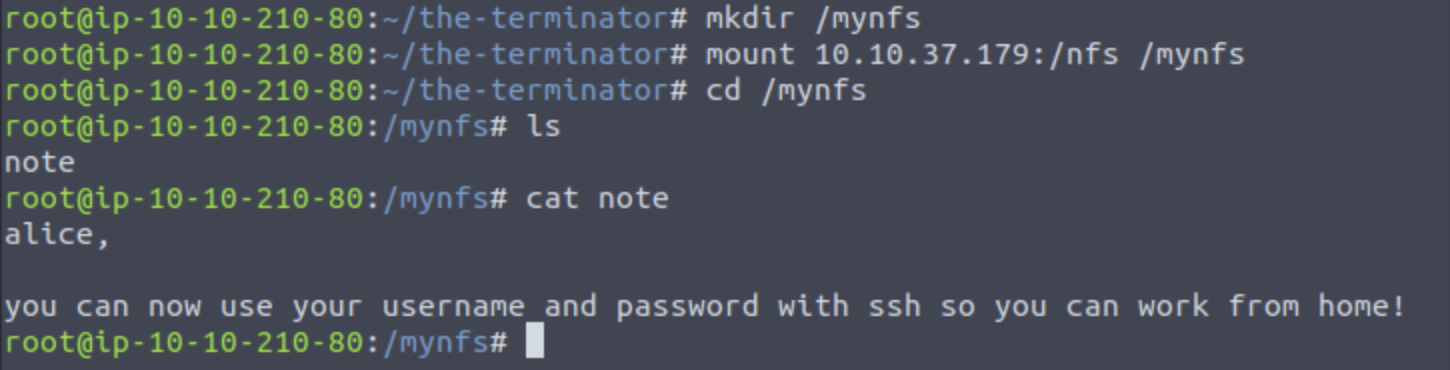 root@ip-10-10-210-80:~/the-terminator# mkdir /mynfs
root@ip-10-10-210-80:~/the-terminator# mount 10.10.37.179:/nfs /mynfs
root@ip-10-10-210-80:~/the-terminator# cd /mynfs
root@ip-10-10-210-80:/mynfs# ls
note
root@ip-10-10-210-80:/mynfs# cat note
alice,
you can now use your username and password with ssh so you can work from home!
root@ip-10-10-210-80:/mynfs#